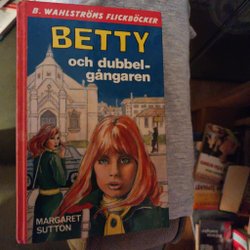 B. WAHLSTRÖMS FLICKBÖCKER
BETTY
och dubbel-
gångaren
MARGARET
SUTTON